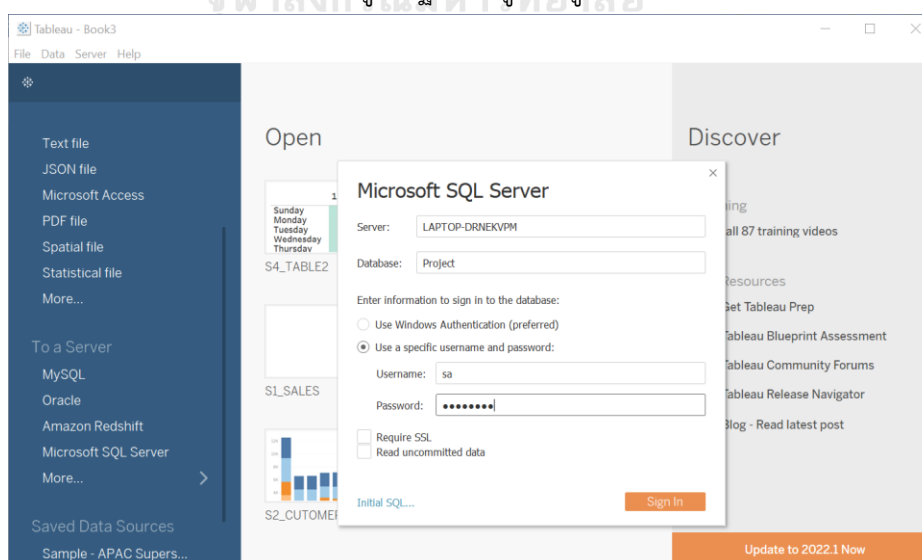 Tableau - Book3
File Data Server Help
Text file
JSON file
Microsoft Access
PDF file
Spatial file
Statistical file
More...
To a Server
MySQL
Oracle
Amazon Redshift
Microsoft SQL Server
More...
Saved Data Sources
Sample - APAC Supers...
Open
1
Sunday
Monday
Tuesday
Wednesday
Thursday
S4_TABLE2
S1_SALES
S2_CUTOMER
Microsoft SQL Server
Server: LAPTOP-DRNEKVPM
Database: Project
Enter information to sign in to the database:
Use Windows Authentication (preferred)
Use a specific username and password:
Username: sa
Password: ••••••••
Require SSL
Read uncommitted data
Initial SQL...
Sign In
Discover
ing
all 87 training videos
Resources
Get Tableau Prep
Tableau Blueprint Assessment
Tableau Community Forums
Tableau Release Navigator
Blog - Read latest post
Update to 2022.1 Now